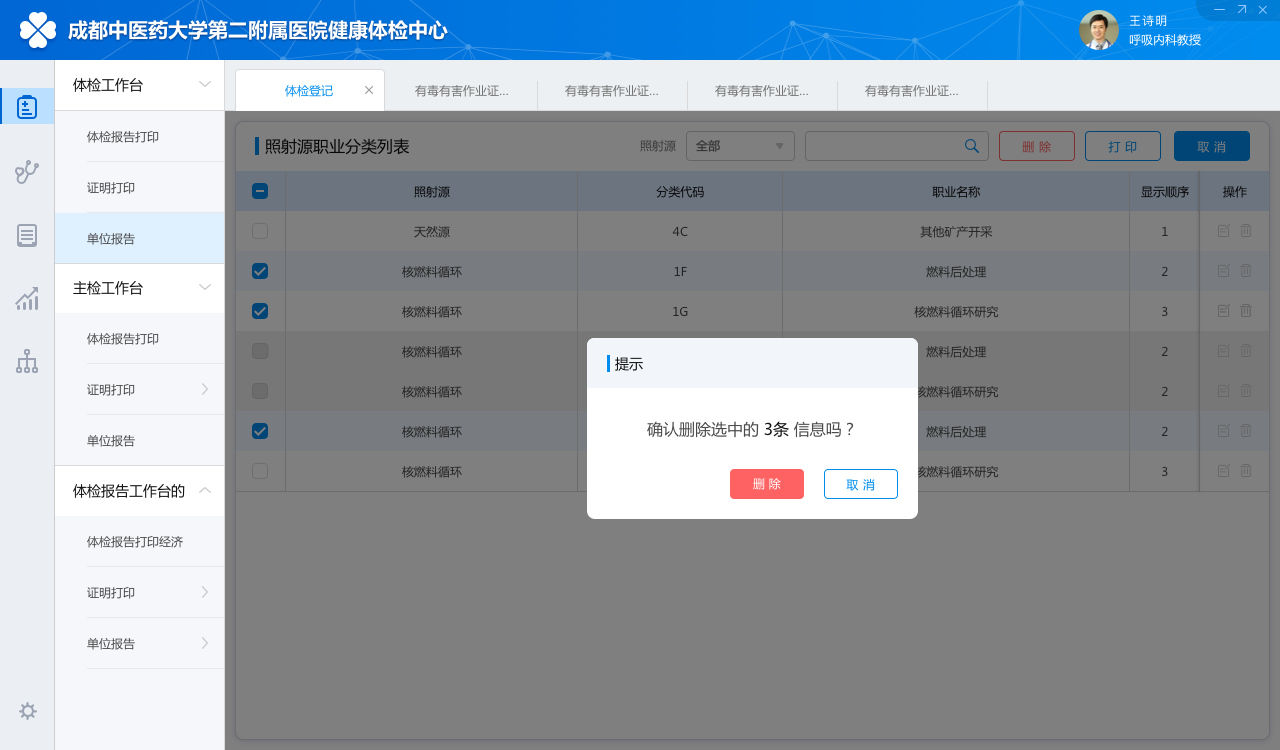 成都中医药大学第二附属医院健康体检中心
王诗明
呼吸内科教授
体检工作台
体检报告打印
证明打印
单位报告
主检工作台
体检报告打印
证明打印
单位报告
体检报告工作台的
体检报告打印经济
证明打印
单位报告
体检登记
有毒有害作业证...
有毒有害作业证...
有毒有害作业证...
有毒有害作业证...
照射源职业分类列表
照射源
全部
删 除
打 印
取 消
照射源 分类代码 职业名称 显示顺序 操作
天然源 4C 其他矿产开采 1
核燃料循环 1F 燃料后处理 2
核燃料循环 1G 核燃料循环研究 3
核燃料循环 燃料后处理 2
核燃料循环 核燃料循环研究 2
核燃料循环 燃料后处理 2
核燃料循环 核燃料循环研究 3
提示
确认删除选中的 3条 信息吗？
删 除
取 消